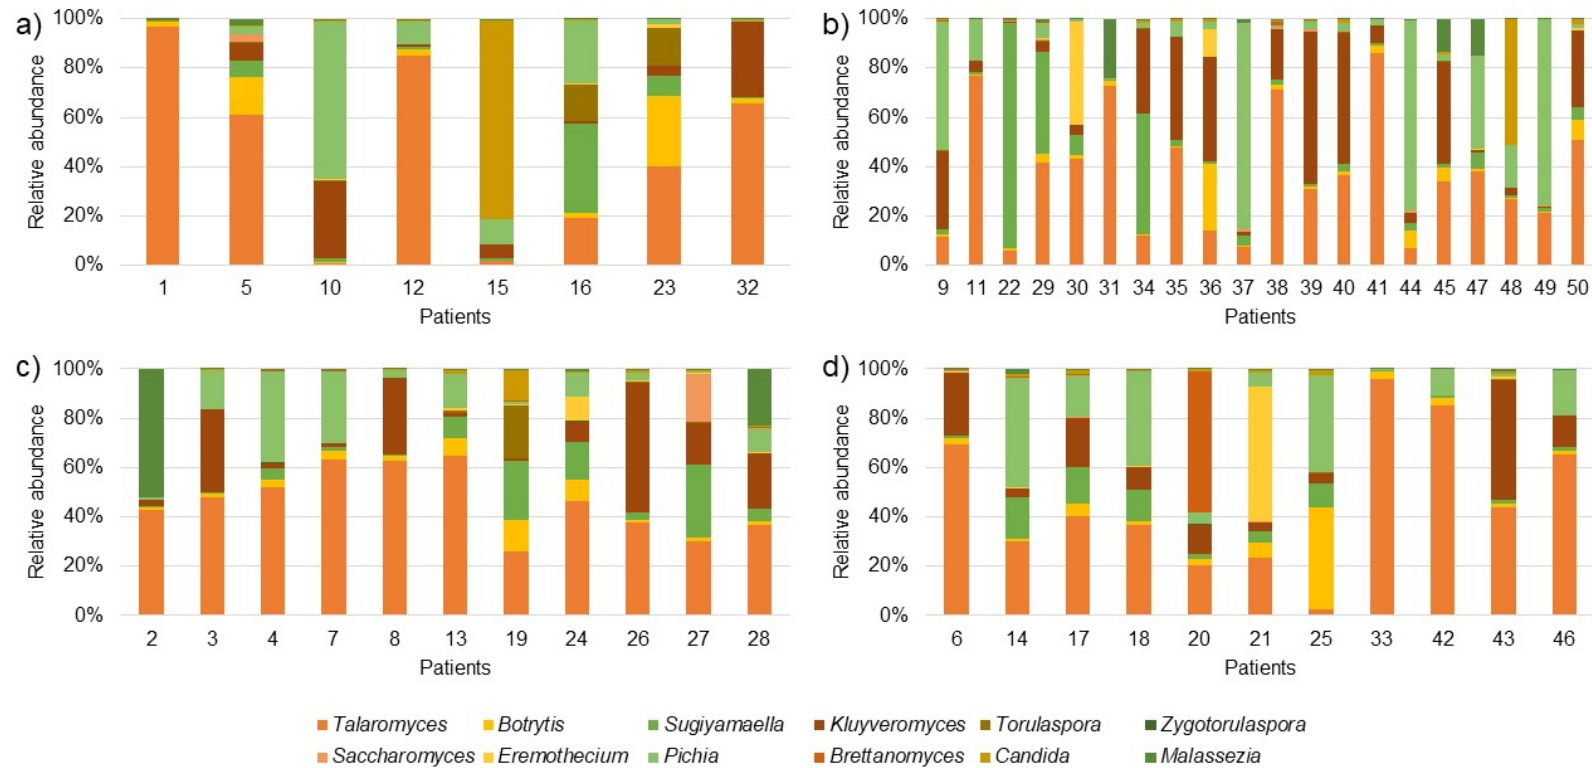 a)
100%
80%
60%
40%
20%
0%
Relative abundance
1 5 10 12 15 16 23 32
Patients
b)
100%
80%
60%
40%
20%
0%
Relative abundance
9 11 22 29 30 31 34 35 36 37 38 39 40 41 44 45 47 48 49 50
Patients
c)
100%
80%
60%
40%
20%
0%
Relative abundance
2 3 4 7 8 13 19 24 26 27 28
Patients
d)
100%
80%
60%
40%
20%
0%
Relative abundance
6 14 17 18 20 21 25 33 42 43 46
Patients
Talaromyces Botrytis Sugiyamaella Kluyveromyces Torulaspora Zygotorulaspora
Saccharomyces Eremothecium Pichia Brettanomyces Candida Malassezia